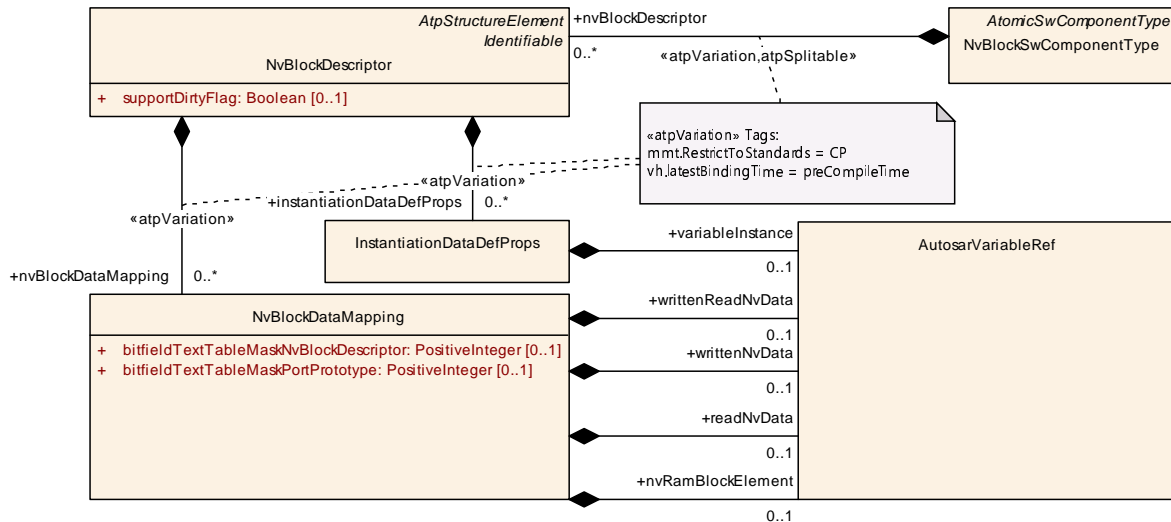 AtpStructureElement
Identifiable
NvBlockDescriptor
+ supportDirtyFlag: Boolean [0..1]
+nvBlockDescriptor
0..*
«atpVariation,atpSplitable»
AtomicSwComponentType
NvBlockSwComponentType
«atpVariation» Tags:
mmt.RestrictToStandards = CP
vh.latestBindingTime = preCompileTime
«atpVariation»
+instantiationDataDefProps 0..*
«atpVariation»
+nvBlockDataMapping 0..*
InstantiationDataDefProps
+variableInstance
0..1
AutosarVariableRef
NvBlockDataMapping
+ bitfieldTextTableMaskNvBlockDescriptor: PositiveInteger [0..1]
+ bitfieldTextTableMaskPortPrototype: PositiveInteger [0..1]
+writtenReadNvData
0..1
+writtenNvData
0..1
+readNvData
0..1
+nvRamBlockElement
0..1